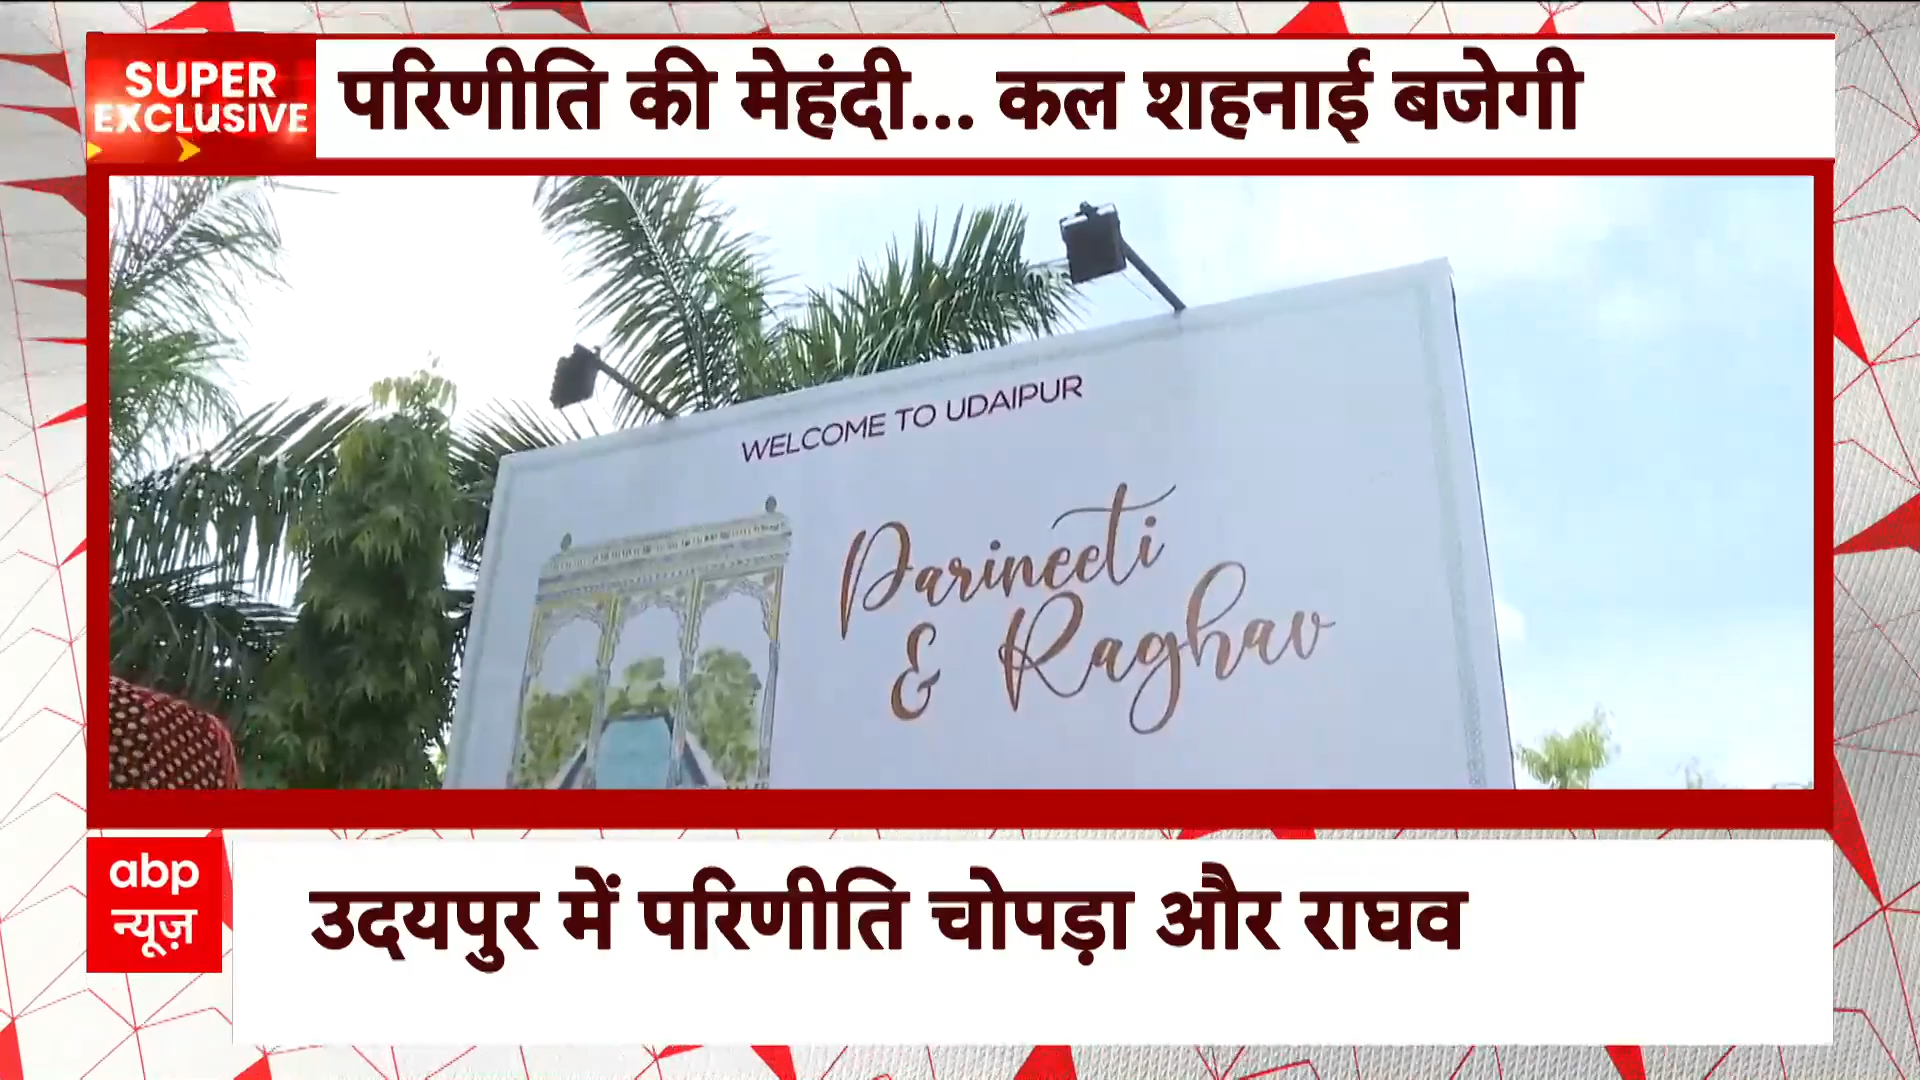 SUPER
EXCLUSIVE
परिणीति की मेहंदी... कल शहनाई बजेगी
WELCOME TO UDAIPUR
Parineeti
& Raghav
abp
न्यूज़
उदयपुर में परिणीति चोपड़ा और राघव